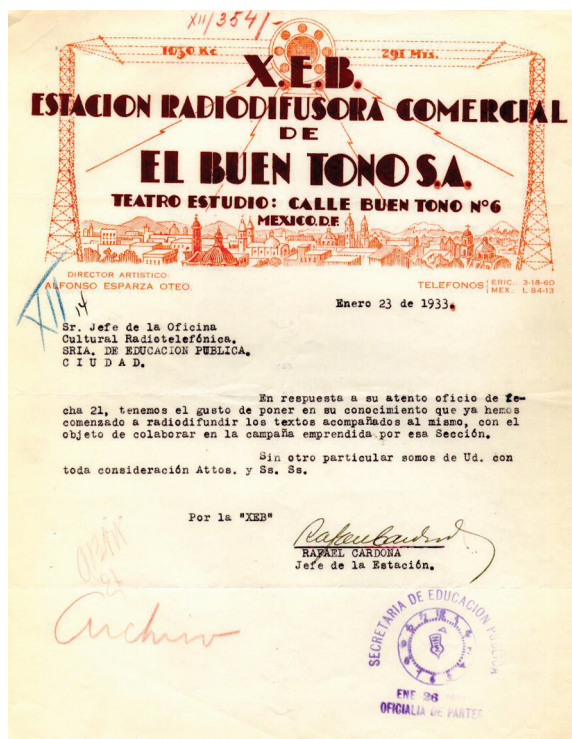 XII/354/-
1030 Kc. 291 Mts.
X.E.B.
ESTACION RADIODIFUSORA COMERCIAL
DE
EL BUEN TONO S.A.
TEATRO ESTUDIO: CALLE BUEN TONO Nº 6
MEXICO, D.F.
DIRECTOR ARTISTICO:
ALFONSO ESPARZA OTEO.
TELEFONOS ERIC.. 3-18-60
MEX.. L 84-13
XII
14
Enero 23 de 1933.
Sr. Jefe de la Oficina
Cultural Radiotelefónica.
SRIA. DE EDUCACION PUBLICA.
C I U D A D.
En respuesta a su atento oficio de fe-
cha 21, tenemos el gusto de poner en su conocimiento que ya hemos
comenzado a radiodifundir los textos acompañados al mismo, con el
objeto de colaborar en la campaña emprendida por esa Sección.
Sin otro particular somos de Ud. con
toda consideración Attos. y Ss. Ss.
Por la "XEB"
Rafael Cardona
RAFAEL CARDONA
Jefe de la Estación.
Archivo
SECRETARIA DE EDUCACION PUBLICA
ENE 26
OFICIALIA DE PARTES